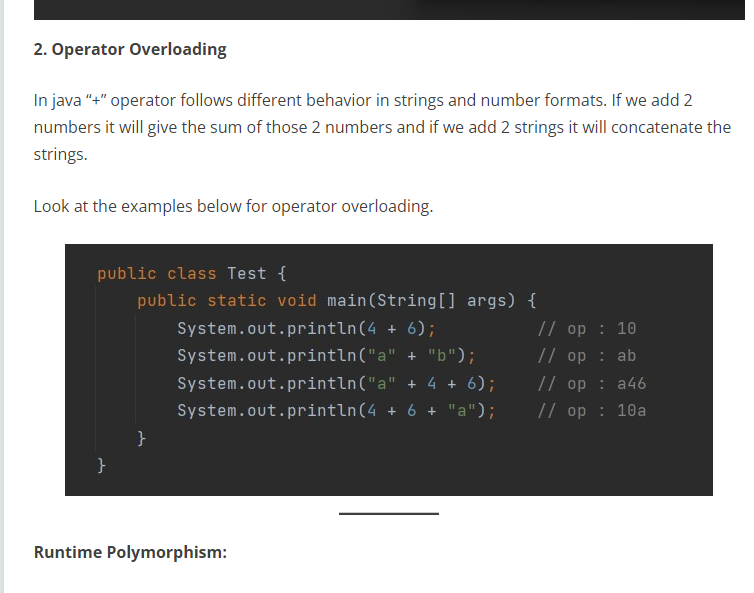 2. Operator Overloading
In java “+” operator follows different behavior in strings and number formats. If we add 2
numbers it will give the sum of those 2 numbers and if we add 2 strings it will concatenate the
strings.
Look at the examples below for operator overloading.
public class Test {
public static void main(String[] args) {
System.out.println(4 + 6); // op : 10
System.out.println("a" + "b"); // op : ab
System.out.println("a" + 4 + 6); // op : a46
System.out.println(4 + 6 + "a"); // op : 10a
}
}
Runtime Polymorphism: